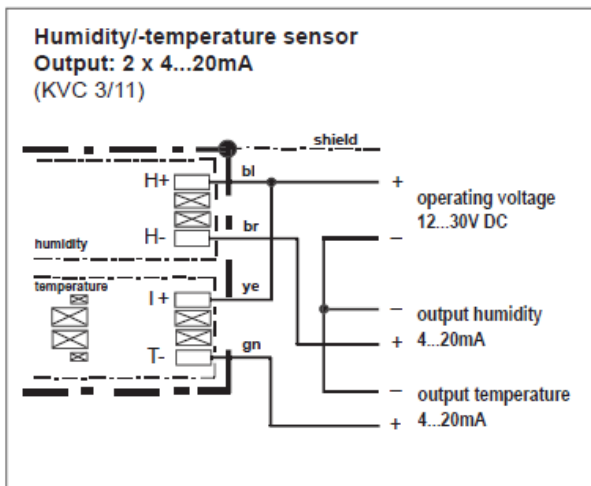 Humidity/-temperature sensor
Output: 2 x 4...20mA
(KVC 3/11)
shield
H+ bl +
operating voltage
12...30V DC
H- br –
humidity
temperature
I+ ye – output humidity
+ 4...20mA
T- gn
– output temperature
+ 4...20mA